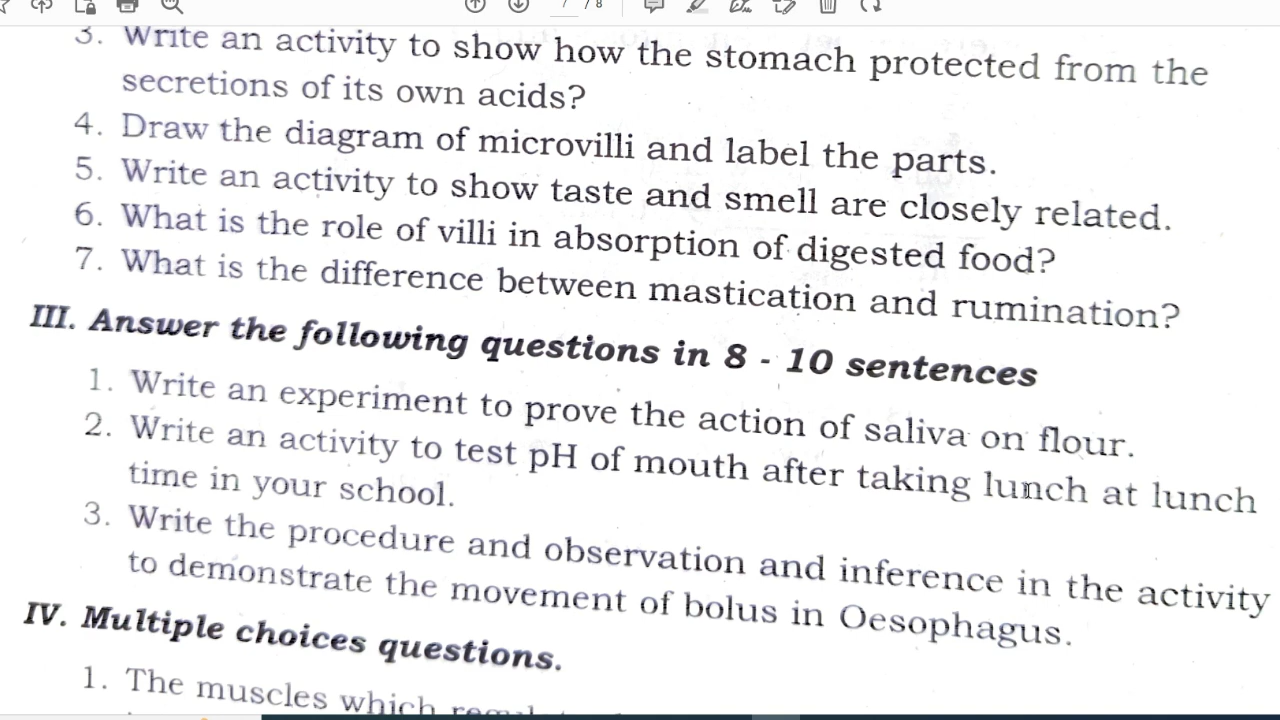 3. Write an activity to show how the stomach protected from the
secretions of its own acids?
4. Draw the diagram of microvilli and label the parts.
5. Write an activity to show taste and smell are closely related.
6. What is the role of villi in absorption of digested food?
7. What is the difference between mastication and rumination?
III. Answer the following questions in 8 - 10 sentences
1. Write an experiment to prove the action of saliva on flour.
2. Write an activity to test pH of mouth after taking lunch at lunch
time in your school.
3. Write the procedure and observation and inference in the activity
to demonstrate the movement of bolus in Oesophagus.
IV. Multiple choices questions.
1. The muscles which